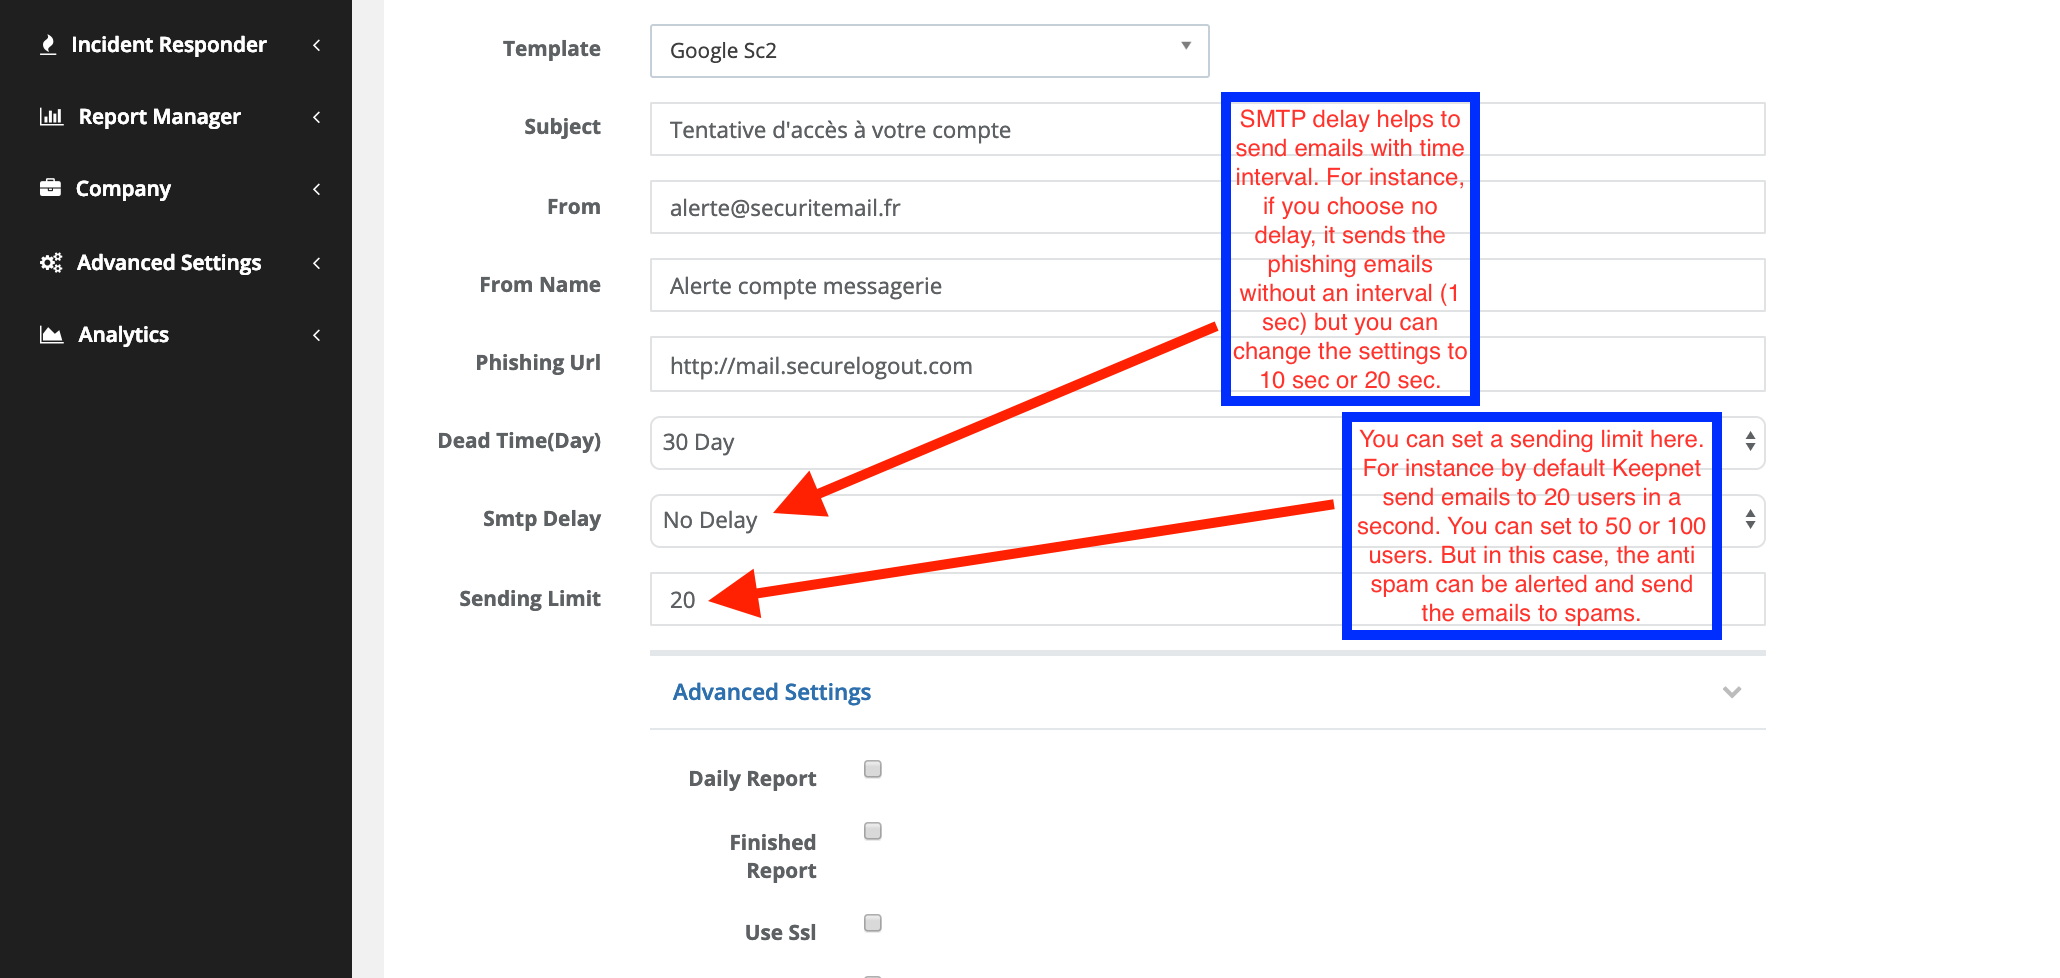 Incident Responder
Report Manager
Company
Advanced Settings
Analytics
Template
Google Sc2
Subject
Tentative d'accès à votre compte
From
alerte@securitemail.fr
From Name
Alerte compte messagerie
Phishing Url
http://mail.securelogout.com
Dead Time(Day)
30 Day
Smtp Delay
No Delay
Sending Limit
20
SMTP delay helps to
send emails with time
interval. For instance,
if you choose no
delay, it sends the
phishing emails
without an interval (1
sec) but you can
change the settings to
10 sec or 20 sec.
You can set a sending limit here.
For instance by default Keepnet
send emails to 20 users in a
second. You can set to 50 or 100
users. But in this case, the anti
spam can be alerted and send
the emails to spams.
Advanced Settings
Daily Report
Finished
Report
Use Ssl